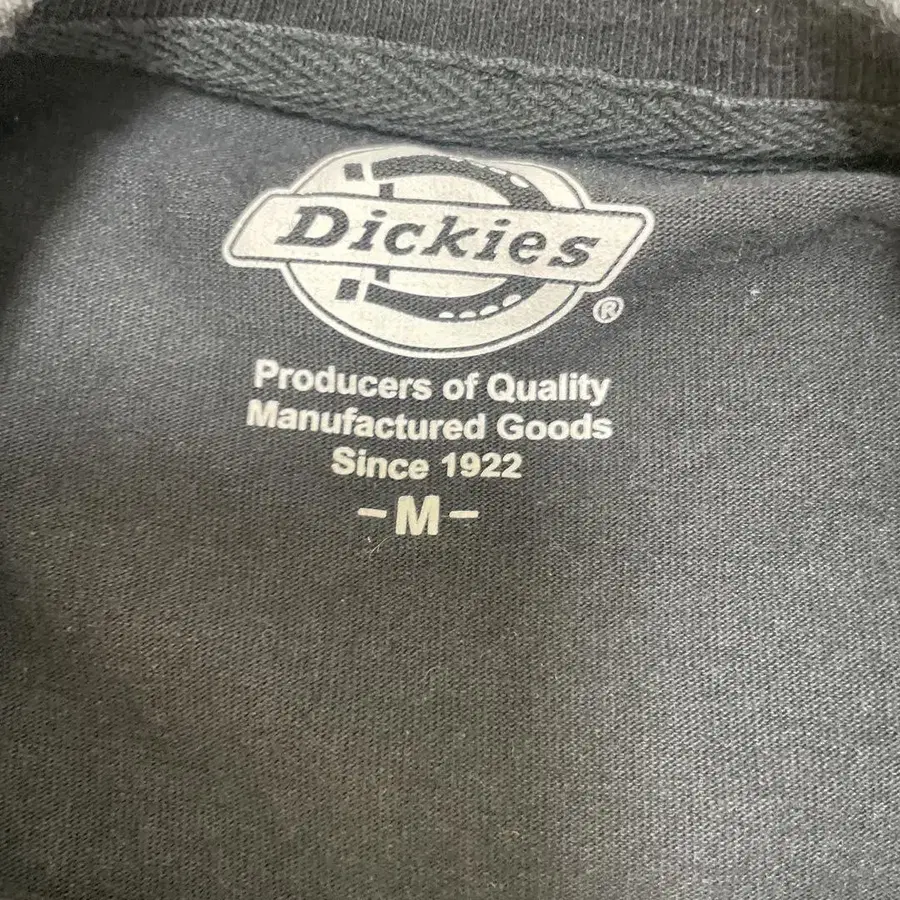 Dickies
®
Producers of Quality
Manufactured Goods
Since 1922
-M-